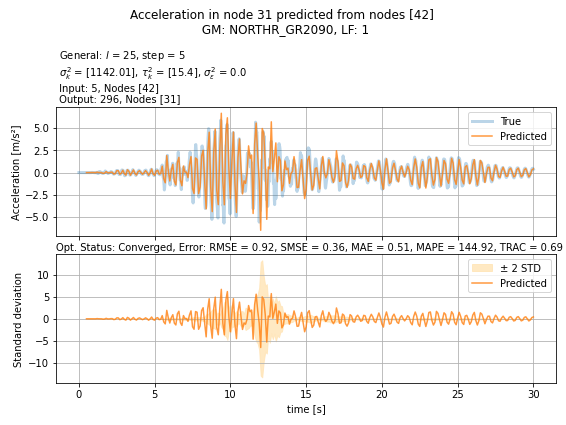 Acceleration in node 31 predicted from nodes [42]
GM: NORTHR_GR2090, LF: 1
General: l = 25, step = 5
σ²ₖ = [1142.01], τ²ₖ = [15.4], σ²ε = 0.0
Input: 5, Nodes [42]
Output: 296, Nodes [31]
True
Predicted
Acceleration [m/s²]
5.0
2.5
0.0
−2.5
−5.0
Opt. Status: Converged, Error: RMSE = 0.92, SMSE = 0.36, MAE = 0.51, MAPE = 144.92, TRAC = 0.69
± 2 STD
Predicted
Standard deviation
10
5
0
−5
−10
0 5 10 15 20 25 30
time [s]